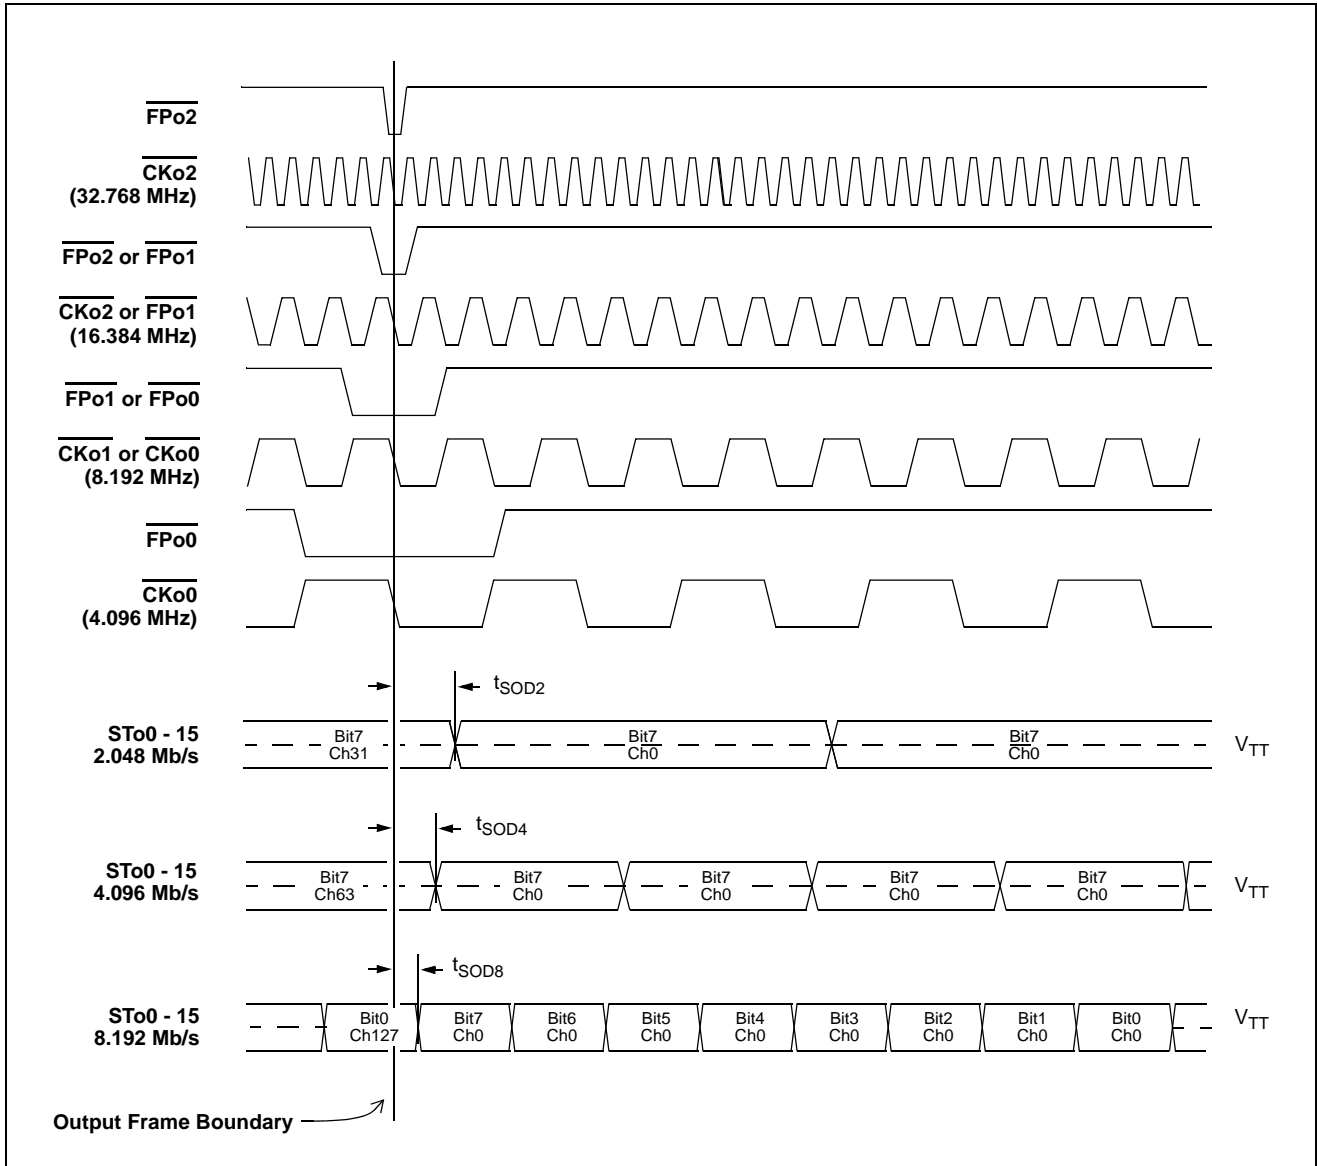 FPo2
CKo2
(32.768 MHz)
FPo2 or FPo1
CKo2 or FPo1
(16.384 MHz)
FPo1 or FPo0
CKo1 or CKo0
(8.192 MHz)
FPo0
CKo0
(4.096 MHz)
tSOD2
STo0 - 15
2.048 Mb/s
Bit7
Ch31
Bit7
Ch0
Bit7
Ch0
VTT
tSOD4
STo0 - 15
4.096 Mb/s
Bit7
Ch63
Bit7
Ch0
Bit7
Ch0
Bit7
Ch0
Bit7
Ch0
VTT
tSOD8
STo0 - 15
8.192 Mb/s
Bit0
Ch127
Bit7
Ch0
Bit6
Ch0
Bit5
Ch0
Bit4
Ch0
Bit3
Ch0
Bit2
Ch0
Bit1
Ch0
Bit0
Ch0
VTT
Output Frame Boundary